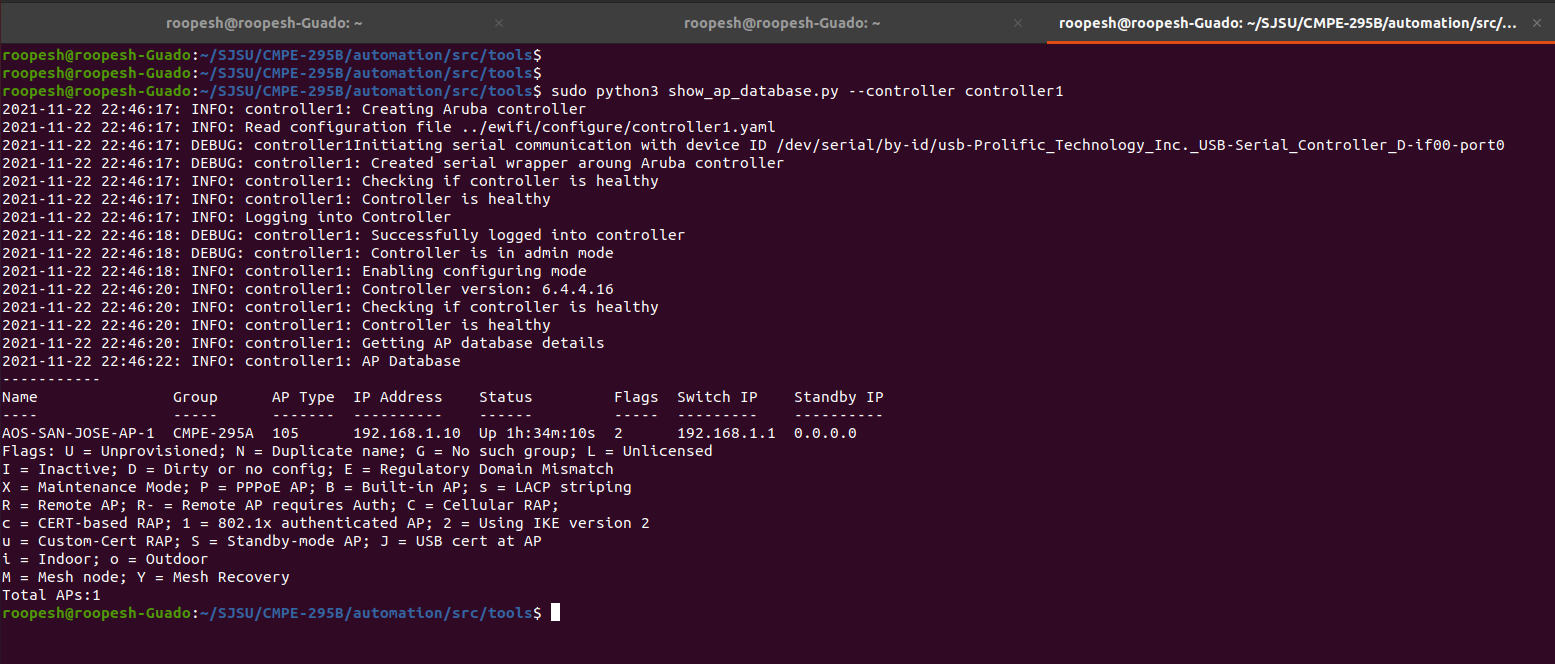 roopesh@roopesh-Guado: ~ × roopesh@roopesh-Guado: ~ × roopesh@roopesh-Guado: ~/SJSU/CMPE-295B/automation/src/... ×
roopesh@roopesh-Guado:~/SJSU/CMPE-295B/automation/src/tools$
roopesh@roopesh-Guado:~/SJSU/CMPE-295B/automation/src/tools$
roopesh@roopesh-Guado:~/SJSU/CMPE-295B/automation/src/tools$ sudo python3 show_ap_database.py --controller controller1
2021-11-22 22:46:17: INFO: controller1: Creating Aruba controller
2021-11-22 22:46:17: INFO: Read configuration file ../ewifi/configure/controller1.yaml
2021-11-22 22:46:17: DEBUG: controller1Initiating serial communication with device ID /dev/serial/by-id/usb-Prolific_Technology_Inc._USB-Serial_Controller_D-if00-port0
2021-11-22 22:46:17: DEBUG: controller1: Created serial wrapper aroung Aruba controller
2021-11-22 22:46:17: INFO: controller1: Checking if controller is healthy
2021-11-22 22:46:17: INFO: controller1: Controller is healthy
2021-11-22 22:46:17: INFO: Logging into Controller
2021-11-22 22:46:18: DEBUG: controller1: Successfully logged into controller
2021-11-22 22:46:18: DEBUG: controller1: Controller is in admin mode
2021-11-22 22:46:18: INFO: controller1: Enabling configuring mode
2021-11-22 22:46:20: INFO: controller1: Controller version: 6.4.4.16
2021-11-22 22:46:20: INFO: controller1: Checking if controller is healthy
2021-11-22 22:46:20: INFO: controller1: Controller is healthy
2021-11-22 22:46:20: INFO: controller1: Getting AP database details
2021-11-22 22:46:22: INFO: controller1: AP Database
-----------
Name               Group      AP Type  IP Address    Status         Flags  Switch IP    Standby IP
----               -----      -------  ----------    ------         -----  ---------    ----------
AOS-SAN-JOSE-AP-1  CMPE-295A  105      192.168.1.10  Up 1h:34m:10s  2      192.168.1.1  0.0.0.0
Flags: U = Unprovisioned; N = Duplicate name; G = No such group; L = Unlicensed
I = Inactive; D = Dirty or no config; E = Regulatory Domain Mismatch
X = Maintenance Mode; P = PPPoE AP; B = Built-in AP; s = LACP striping
R = Remote AP; R- = Remote AP requires Auth; C = Cellular RAP;
c = CERT-based RAP; 1 = 802.1x authenticated AP; 2 = Using IKE version 2
u = Custom-Cert RAP; S = Standby-mode AP; J = USB cert at AP
i = Indoor; o = Outdoor
M = Mesh node; Y = Mesh Recovery
Total APs:1
roopesh@roopesh-Guado:~/SJSU/CMPE-295B/automation/src/tools$